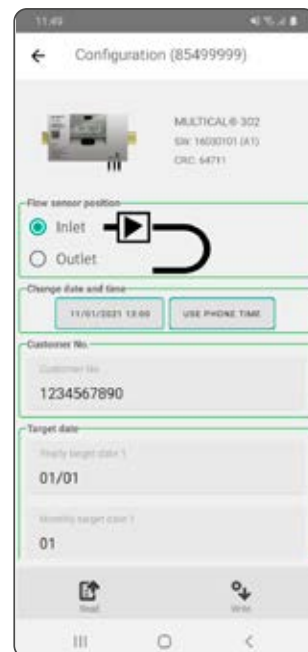 11:49
Configuration (85499999)
MULTICAL® 302
SW: 16030101 (A1)
CRC: 64711
Flow sensor position
Inlet
Outlet
Change date and time
11/01/2021 13:00
USE PHONE TIME
Customer No.
Customer No.
1234567890
Target date
Yearly target date 1
01/01
Monthly target date 1
01
Read
Write